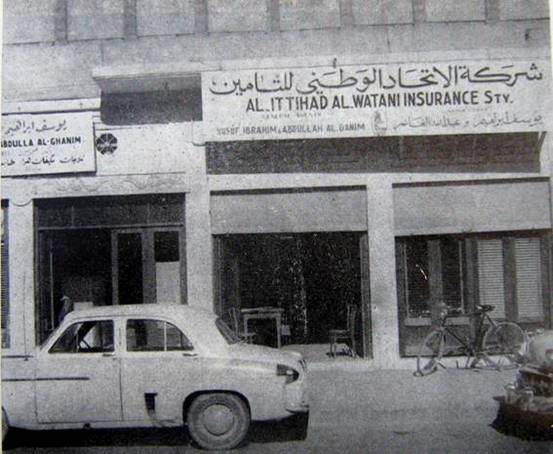 شركة الاتحاد الوطني للتامين
AL.ITTIHAD AL.WATANI INSURANCE Sty.
YUSUF IBRAHIM & ABDULLAH AL.GANIM
يوسف ابراهيم وعبدالله الغانم
يوسف ابراهيم
ABDULLA AL-GHANIM